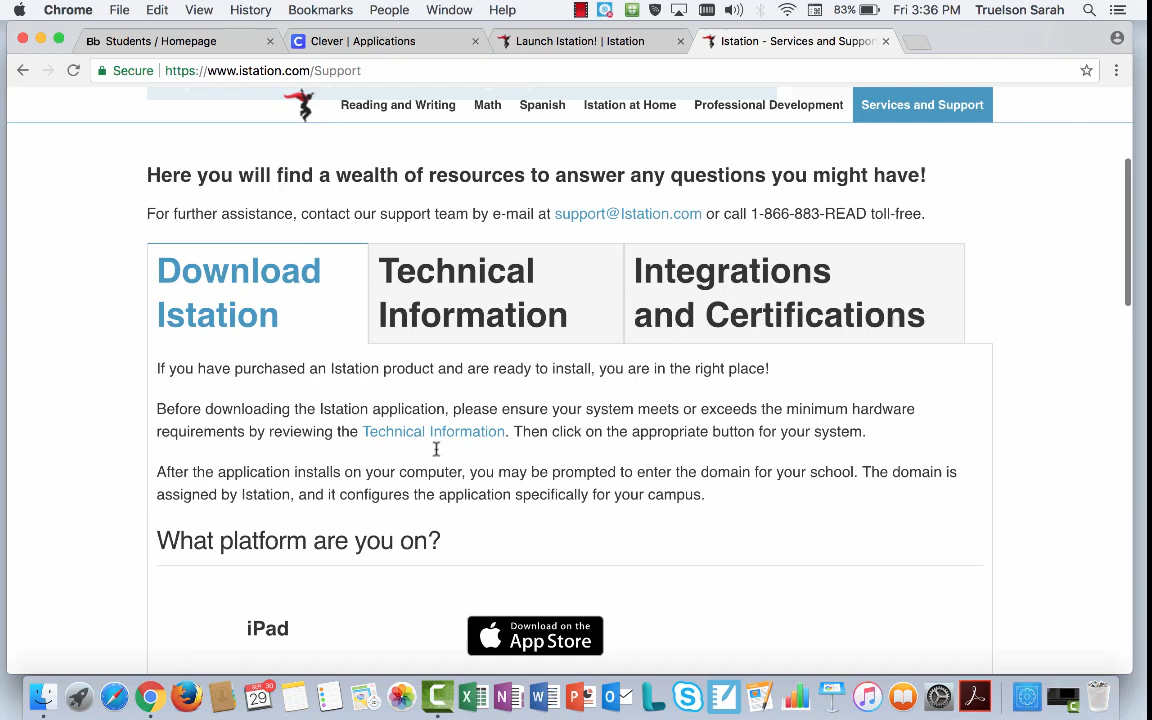 Chrome File Edit View History Bookmarks People Window Help 83% Fri 3:36 PM Truelson Sarah
Bb Students / Homepage Clever | Applications Launch Istation! | Istation Istation - Services and Suppor
Secure https://www.istation.com/Support
Reading and Writing Math Spanish Istation at Home Professional Development Services and Support
Here you will find a wealth of resources to answer any questions you might have!
For further assistance, contact our support team by e-mail at support@Istation.com or call 1-866-883-READ toll-free.
Download Istation
Technical Information
Integrations and Certifications
If you have purchased an Istation product and are ready to install, you are in the right place!
Before downloading the Istation application, please ensure your system meets or exceeds the minimum hardware
requirements by reviewing the Technical Information. Then click on the appropriate button for your system.
After the application installs on your computer, you may be prompted to enter the domain for your school. The domain is
assigned by Istation, and it configures the application specifically for your campus.
What platform are you on?
iPad
Download on the
App Store